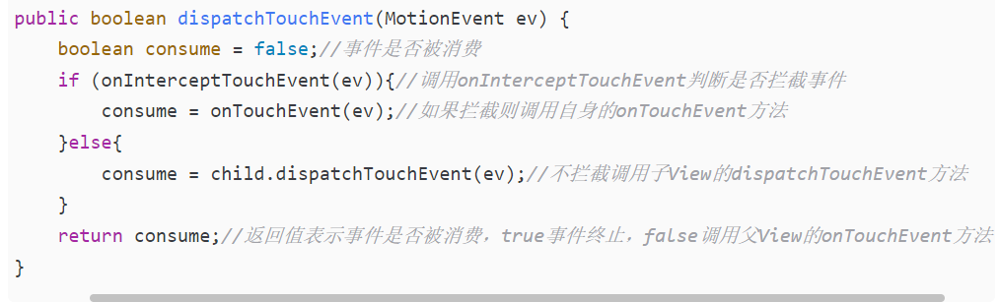 public boolean dispatchTouchEvent(MotionEvent ev) {
    boolean consume = false;//事件是否被消费
    if (onInterceptTouchEvent(ev)){//调用onInterceptTouchEvent判断是否拦截事件
        consume = onTouchEvent(ev);//如果拦截则调用自身的onTouchEvent方法
    }else{
        consume = child.dispatchTouchEvent(ev);//不拦截调用子View的dispatchTouchEvent方法
    }
    return consume;//返回值表示事件是否被消费，true事件终止，false调用父View的onTouchEvent方法
}